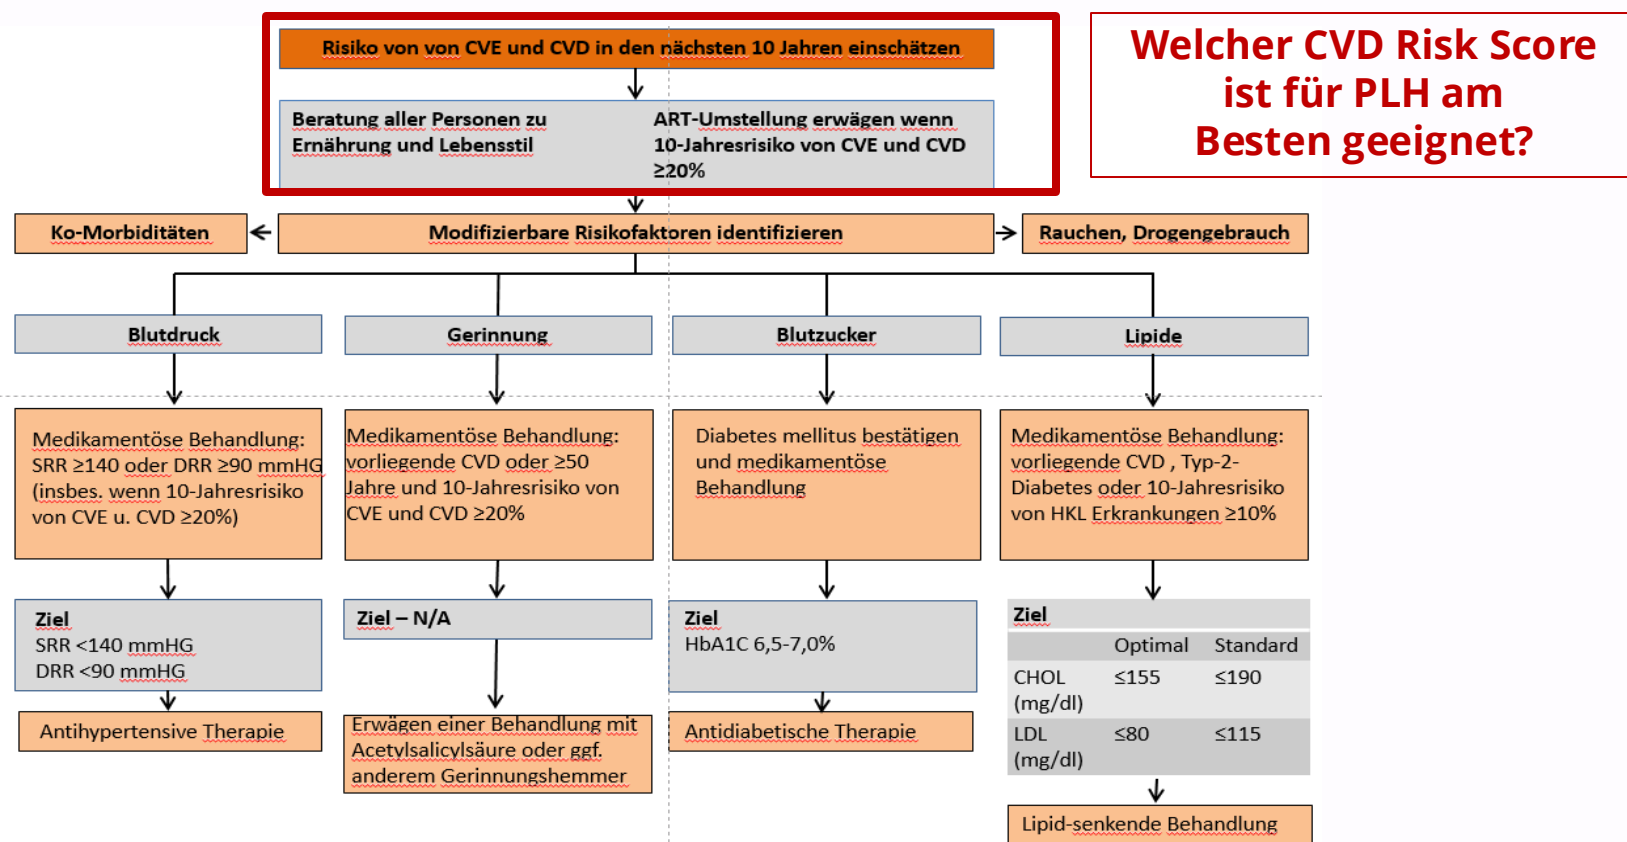 Risiko von von CVE und CVD in den nächsten 10 Jahren einschätzen
Welcher CVD Risk Score
ist für PLH am
Besten geeignet?
Beratung aller Personen zu
Ernährung und Lebensstil
ART-Umstellung erwägen wenn
10-Jahresrisiko von CVE und CVD
≥20%
Ko-Morbiditäten
Modifizierbare Risikofaktoren identifizieren
Rauchen, Drogengebrauch
Blutdruck
Gerinnung
Blutzucker
Lipide
Medikamentöse Behandlung:
SRR ≥140 oder DRR ≥90 mmHG
(insbes. wenn 10-Jahresrisiko
von CVE u. CVD ≥20%)
Medikamentöse Behandlung:
vorliegende CVD oder ≥50
Jahre und 10-Jahresrisiko von
CVE und CVD ≥20%
Diabetes mellitus bestätigen
und medikamentöse
Behandlung
Medikamentöse Behandlung:
vorliegende CVD , Typ-2-
Diabetes oder 10-Jahresrisiko
von HKL Erkrankungen ≥10%
Ziel
SRR <140 mmHG
DRR <90 mmHG
Ziel – N/A
Ziel
HbA1C 6,5-7,0%
Ziel
Optimal Standard
CHOL ≤155 ≤190
(mg/dl)
LDL ≤80 ≤115
(mg/dl)
Antihypertensive Therapie
Erwägen einer Behandlung mit
Acetylsalicylsäure oder ggf.
anderem Gerinnungshemmer
Antidiabetische Therapie
Lipid-senkende Behandlung